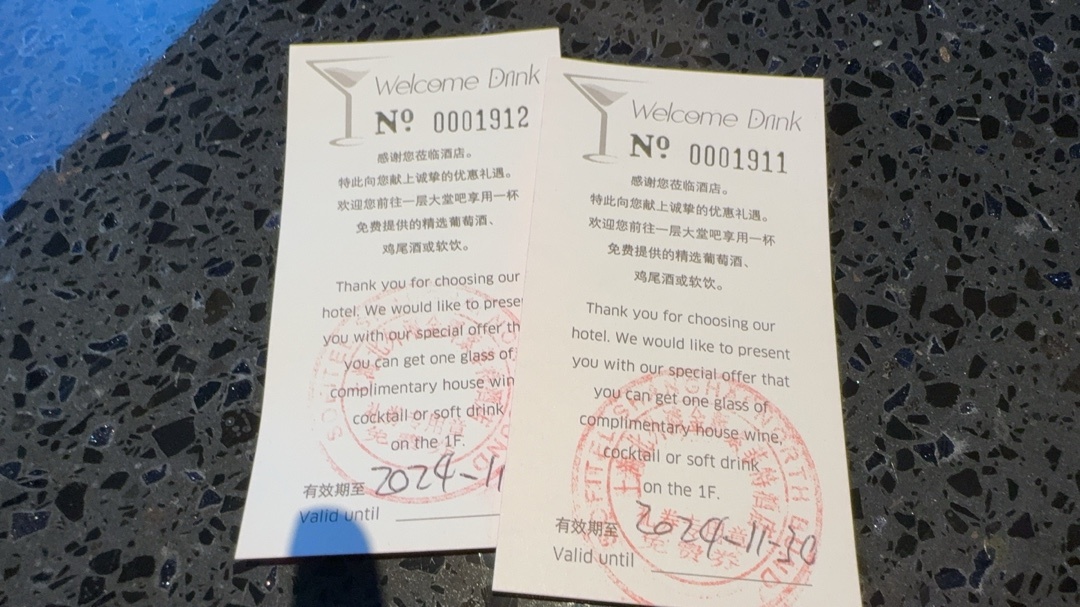 Welcome Drink
Nº 0001912
感谢您莅临酒店。
特此向您献上诚挚的优惠礼遇。
欢迎您前往一层大堂吧享用一杯
免费提供的精选葡萄酒、
鸡尾酒或软饮。
Thank you for choosing our
hotel. We would like to prese
you with our special offer th
you can get one glass of
complimentary house win
cocktail or soft drink
on the 1F.
有效期至 2024-11
Valid until
Welcome Drink
Nº 0001911
感谢您莅临酒店。
特此向您献上诚挚的优惠礼遇。
欢迎您前往一层大堂吧享用一杯
免费提供的精选葡萄酒、
鸡尾酒或软饮。
Thank you for choosing our
hotel. We would like to present
you with our special offer that
you can get one glass of
complimentary house wine,
cocktail or soft drink
on the 1F.
有效期至 2024-11-30
Valid until
免费券